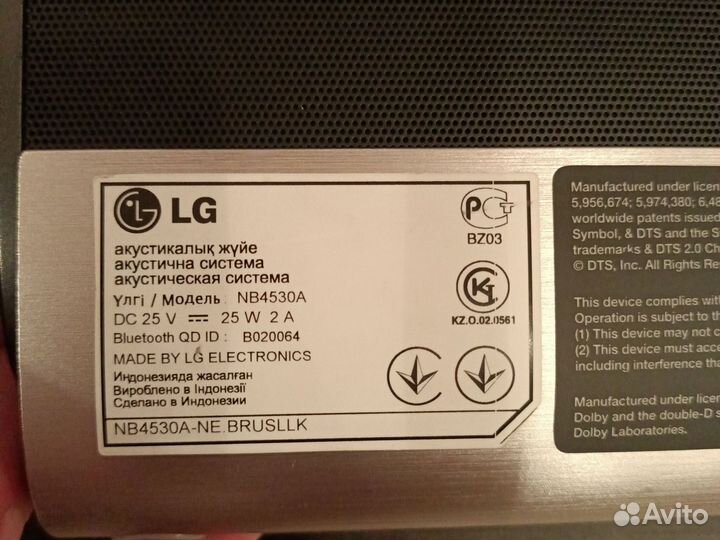 LG
акустикалық жүйе
акустична система
акустическая система
Үлгі / Модель : NB4530A
DC 25 V 25 W 2 A
Bluetooth QD ID : B020064
MADE BY LG ELECTRONICS
Индонезияда жасалған
Вироблено в Індонезії
Сделано в Индонезии
NB4530A-NE.BRUSLLK
PCT
BZ03
KZ.O.02.0561
Manufactured under licen
5,956,674; 5,974,380; 6,48
worldwide patents issued
Symbol, & DTS and the S
trademarks & DTS 2.0 Ch
© DTS, Inc. All Rights Res
This device complies with
Operation is subject to th
(1) This device may not c
(2) This device must acce
including interference tha
Manufactured under licen
Dolby and the double-D s
Dolby Laboratories.
Avito